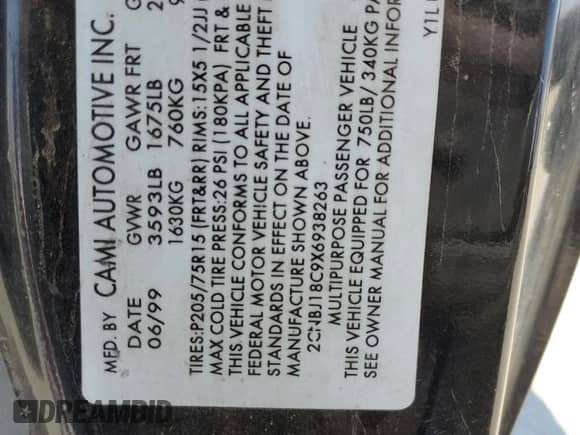 MFD. BY CAMI AUTOMOTIVE INC.
DATE GVWR GAWR FRT
06/99 3593LB 1675LB
1630KG 760KG
TIRES:P205/75R15 (FRT&RR) RIMS:15X5 1/2JJ
MAX COLD TIRE PRESS:26 PSI (180KPA) FRT &
THIS VEHICLE CONFORMS TO ALL APPLICABLE
FEDERAL MOTOR VEHICLE SAFETY AND THEFT
STANDARDS IN EFFECT ON THE DATE OF
MANUFACTURE SHOWN ABOVE.
2CNBJ18C9X6938263
MULTIPURPOSE PASSENGER VEHICLE
THIS VEHICLE EQUIPPED FOR 750LB/ 340KG
SEE OWNER MANUAL FOR ADDITIONAL
Y1L
DREAMBID